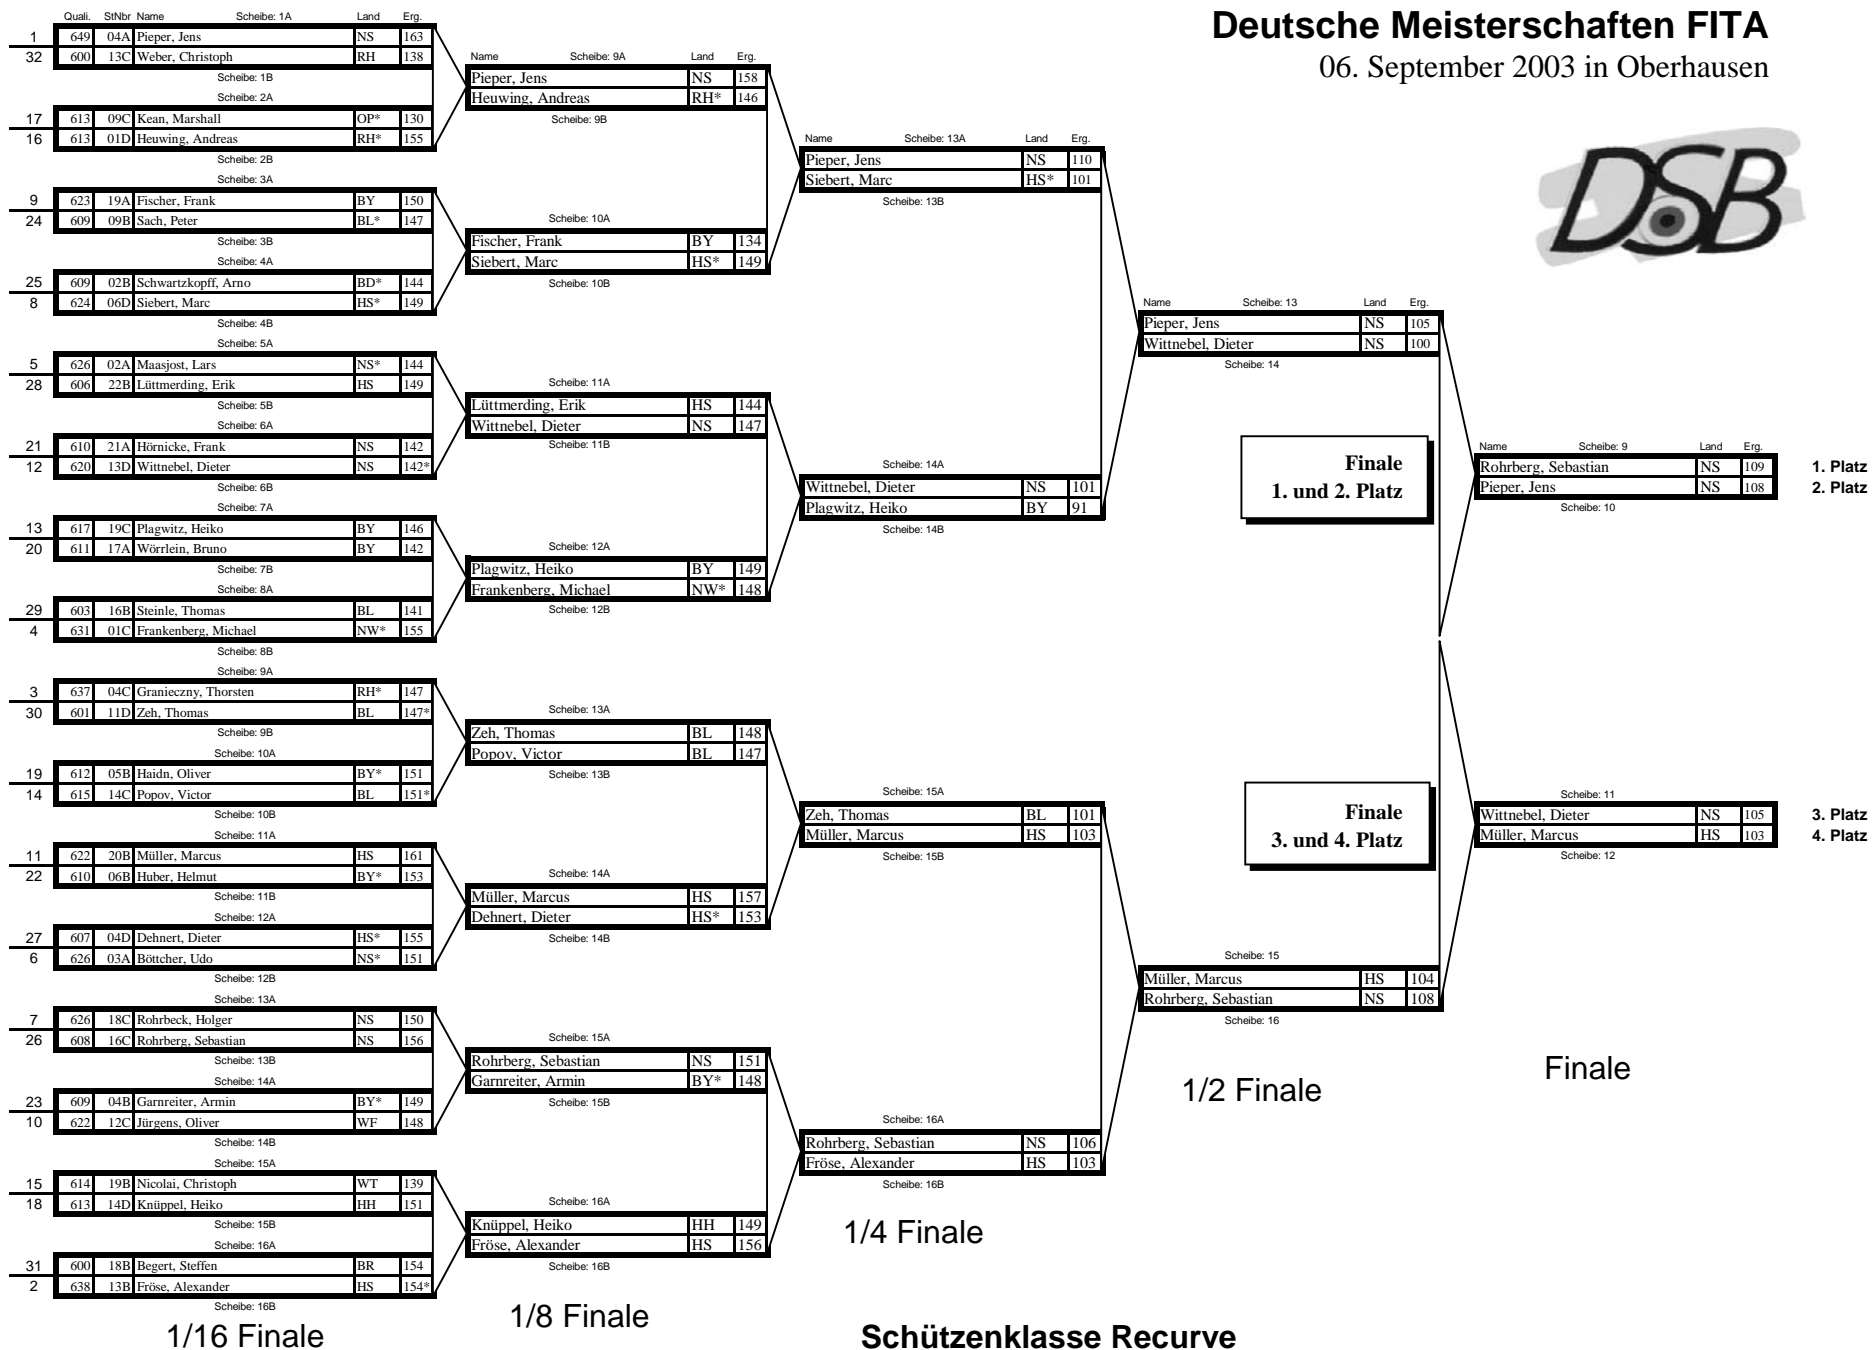 Deutsche Meisterschaften FITA
06. September 2003 in Oberhausen
DSB
Quali. StNbr Name Scheibe: 1A Land Erg.
1 649 04A Pieper, Jens NS 163
32 600 13C Weber, Christoph RH 138
Scheibe: 1B
Scheibe: 2A
17 613 09C Kean, Marshall OP* 130
16 613 01D Heuwing, Andreas RH* 155
Scheibe: 2B
Scheibe: 3A
9 623 19A Fischer, Frank BY 150
24 609 09B Sach, Peter BL* 147
Scheibe: 3B
Scheibe: 4A
25 609 02B Schwartzkopff, Arno BD* 144
8 624 06D Siebert, Marc HS* 149
Scheibe: 4B
Scheibe: 5A
5 626 02A Maasjost, Lars NS* 144
28 606 22B Lüttmerding, Erik HS 149
Scheibe: 5B
Scheibe: 6A
21 610 21A Hörnicke, Frank NS 142
12 620 13D Wittnebel, Dieter NS 142*
Scheibe: 6B
Scheibe: 7A
13 617 19C Plagwitz, Heiko BY 146
20 611 17A Wörrlein, Bruno BY 142
Scheibe: 7B
Scheibe: 8A
29 603 16B Steinle, Thomas BL 141
4 631 01C Frankenberg, Michael NW* 155
Scheibe: 8B
Scheibe: 9A
3 637 04C Granieczny, Thorsten RH* 147
30 601 11D Zeh, Thomas BL 147*
Scheibe: 9B
Scheibe: 10A
19 612 05B Haidn, Oliver BY* 151
14 615 14C Popov, Victor BL 151*
Scheibe: 10B
Scheibe: 11A
11 622 20B Müller, Marcus HS 161
22 610 06B Huber, Helmut BY* 153
Scheibe: 11B
Scheibe: 12A
27 607 04D Dehnert, Dieter HS* 155
6 626 03A Böttcher, Udo NS* 151
Scheibe: 12B
Scheibe: 13A
7 626 18C Rohrbeck, Holger NS 150
26 608 16C Rohrberg, Sebastian NS 156
Scheibe: 13B
Scheibe: 14A
23 609 04B Garnreiter, Armin BY* 149
10 622 12C Jürgens, Oliver WF 148
Scheibe: 14B
Scheibe: 15A
15 614 19B Nicolai, Christoph WT 139
18 613 14D Knüppel, Heiko HH 151
Scheibe: 15B
Scheibe: 16A
31 600 18B Begert, Steffen BR 154
2 638 13B Fröse, Alexander HS 154*
Scheibe: 16B
1/16 Finale
Name Scheibe: 9A Land Erg.
Pieper, Jens NS 158
Heuwing, Andreas RH* 146
Scheibe: 9B
Scheibe: 10A
Fischer, Frank BY 134
Siebert, Marc HS* 149
Scheibe: 10B
Scheibe: 11A
Lüttmerding, Erik HS 144
Wittnebel, Dieter NS 147
Scheibe: 11B
Scheibe: 12A
Plagwitz, Heiko BY 149
Frankenberg, Michael NW* 148
Scheibe: 12B
Scheibe: 13A
Zeh, Thomas BL 148
Popov, Victor BL 147
Scheibe: 13B
Scheibe: 14A
Müller, Marcus HS 157
Dehnert, Dieter HS* 153
Scheibe: 14B
Scheibe: 15A
Rohrberg, Sebastian NS 151
Garnreiter, Armin BY* 148
Scheibe: 15B
Scheibe: 16A
Knüppel, Heiko HH 149
Fröse, Alexander HS 156
Scheibe: 16B
1/8 Finale
Name Scheibe: 13A Land Erg.
Pieper, Jens NS 110
Siebert, Marc HS* 101
Scheibe: 13B
Scheibe: 14A
Wittnebel, Dieter NS 101
Plagwitz, Heiko BY 91
Scheibe: 14B
Scheibe: 15A
Zeh, Thomas BL 101
Müller, Marcus HS 103
Scheibe: 15B
Scheibe: 16A
Rohrberg, Sebastian NS 106
Fröse, Alexander HS 103
Scheibe: 16B
1/4 Finale
Name Scheibe: 13 Land Erg.
Pieper, Jens NS 105
Wittnebel, Dieter NS 100
Scheibe: 14
Scheibe: 15
Müller, Marcus HS 104
Rohrberg, Sebastian NS 108
Scheibe: 16
1/2 Finale
Finale
1. und 2. Platz
Name Scheibe: 9 Land Erg.
Rohrberg, Sebastian NS 109 1. Platz
Pieper, Jens NS 108 2. Platz
Scheibe: 10
Finale
3. und 4. Platz
Scheibe: 11
Wittnebel, Dieter NS 105 3. Platz
Müller, Marcus HS 103 4. Platz
Scheibe: 12
Finale
Schützenklasse Recurve